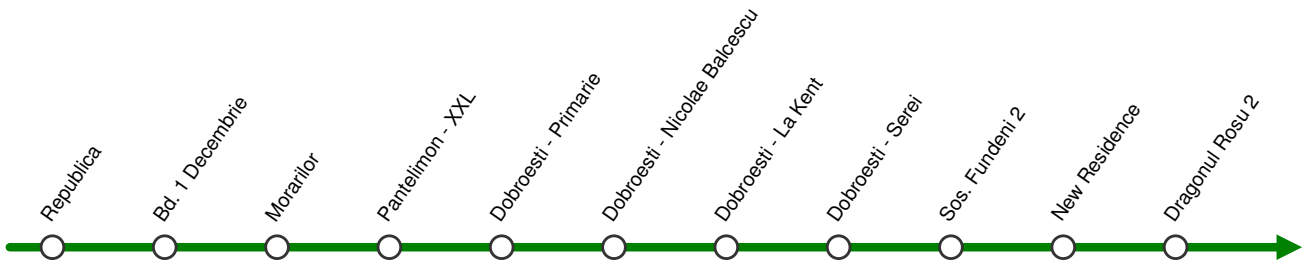 Republica
Bd. 1 Decembrie
Morarilor
Pantelimon - XXL
Dobroesti - Primarie
Dobroesti - Nicolae Balcescu
Dobroesti - La Kent
Dobroesti - Serei
Sos. Fundeni 2
New Residence
Dragonul Rosu 2